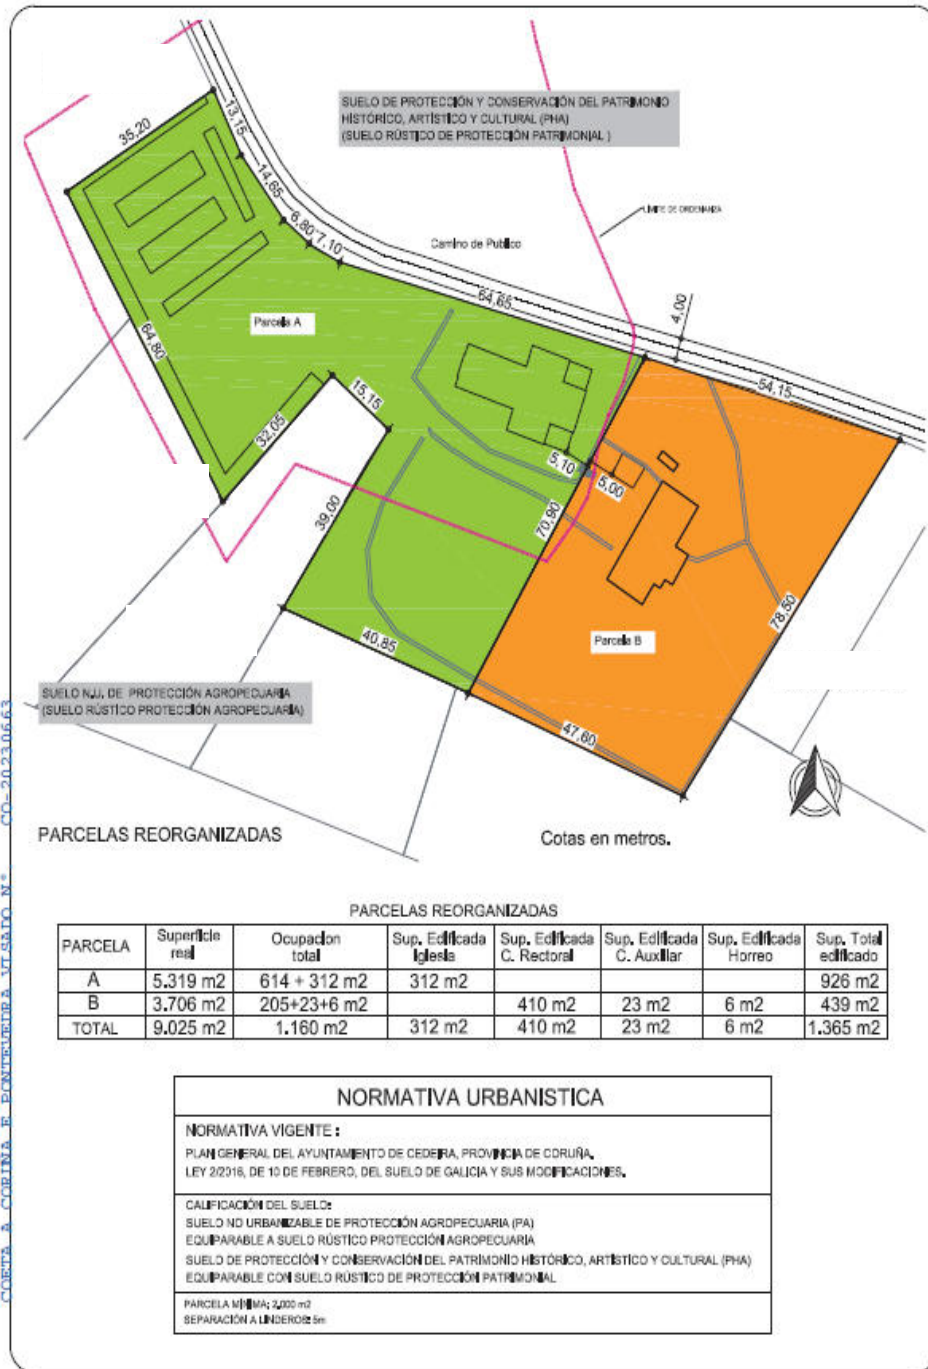 SUELO DE PROTECCIÓN Y CONSERVACIÓN DEL PATRIMONIO
HISTÓRICO, ARTÍSTICO Y CULTURAL (PHA)
(SUELO RÚSTICO DE PROTECCIÓN PATRIMONIAL )
35,20
13,15
14,65
6,80
7,10
LÍMITE DE ORDENANZA
Camino de Publico
64,65
4,00
Parcela A
64,80
54,15
15,15
32,05
5,10
5,00
39,00
70,90
78,50
40,85
Parcela B
SUELO N.U. DE PROTECCIÓN AGROPECUARIA
(SUELO RÚSTICO PROTECCIÓN AGROPECUARIA)
47,60
PARCELAS REORGANIZADAS
Cotas en metros.
COETA A CORUNA E PONTEVEDRA VISADO Nº CO-20230663
PARCELAS REORGANIZADAS
PARCELA Superficie real Ocupacion total Sup. Edificada Iglesia Sup. Edificada C. Rectoral Sup. Edificada C. Auxiliar Sup. Edificada Horreo Sup. Total edificado
A 5.319 m2 614 + 312 m2 312 m2 926 m2
B 3.706 m2 205+23+6 m2 410 m2 23 m2 6 m2 439 m2
TOTAL 9.025 m2 1.160 m2 312 m2 410 m2 23 m2 6 m2 1.365 m2
NORMATIVA URBANISTICA
NORMATIVA VIGENTE :
PLAN GENERAL DEL AYUNTAMIENTO DE CEDEIRA, PROVINCIA DE CORUÑA.
LEY 2/2016, DE 10 DE FEBRERO, DEL SUELO DE GALICIA Y SUS MODIFICACIONES.
CALIFICACIÓN DEL SUELO:
SUELO NO URBANIZABLE DE PROTECCIÓN AGROPECUARIA (PA)
EQUIPARABLE A SUELO RÚSTICO PROTECCIÓN AGROPECUARIA
SUELO DE PROTECCIÓN Y CONSERVACIÓN DEL PATRIMONIO HISTÓRICO, ARTÍSTICO Y CULTURAL (PHA)
EQUIPARABLE CON SUELO RÚSTICO DE PROTECCIÓN PATRIMONIAL
PARCELA MÍNIMA: 2,000 m2
SEPARACIÓN A LINDEROS: 5m